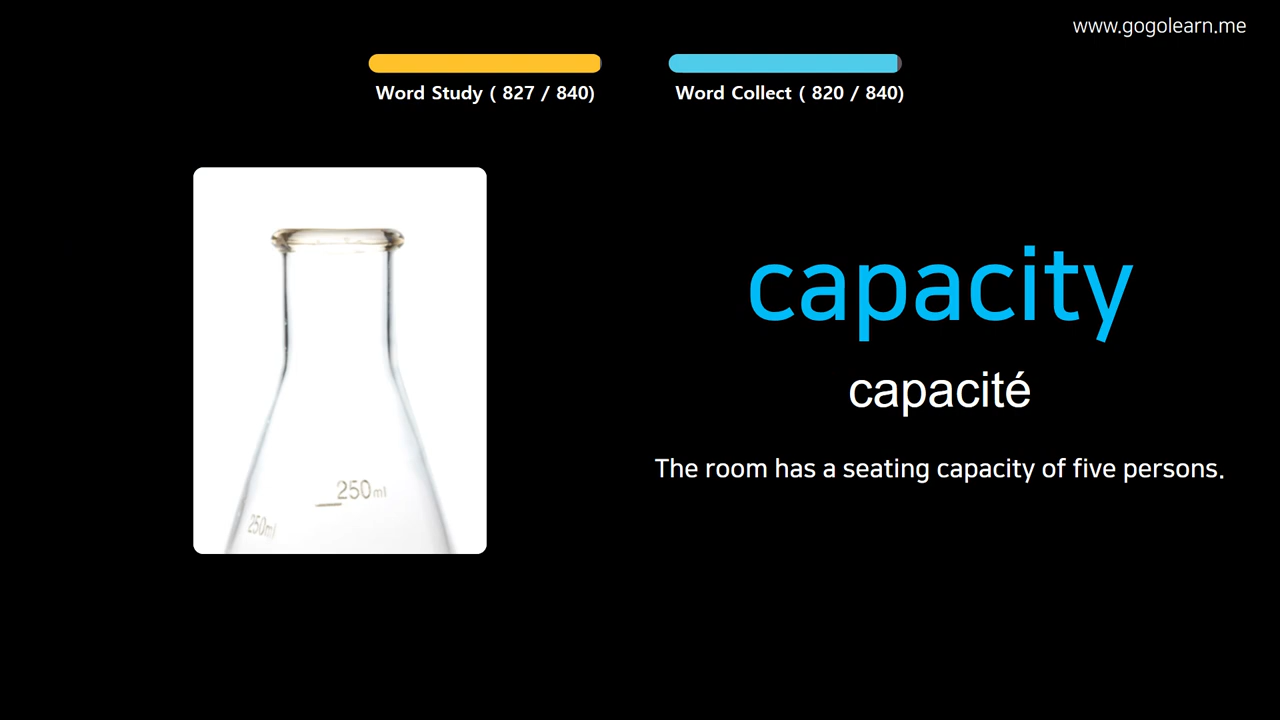 www.gogolearn.me
Word Study ( 827 / 840)
Word Collect ( 820 / 840)
250ml
250ml
capacity
capacité
The room has a seating capacity of five persons.